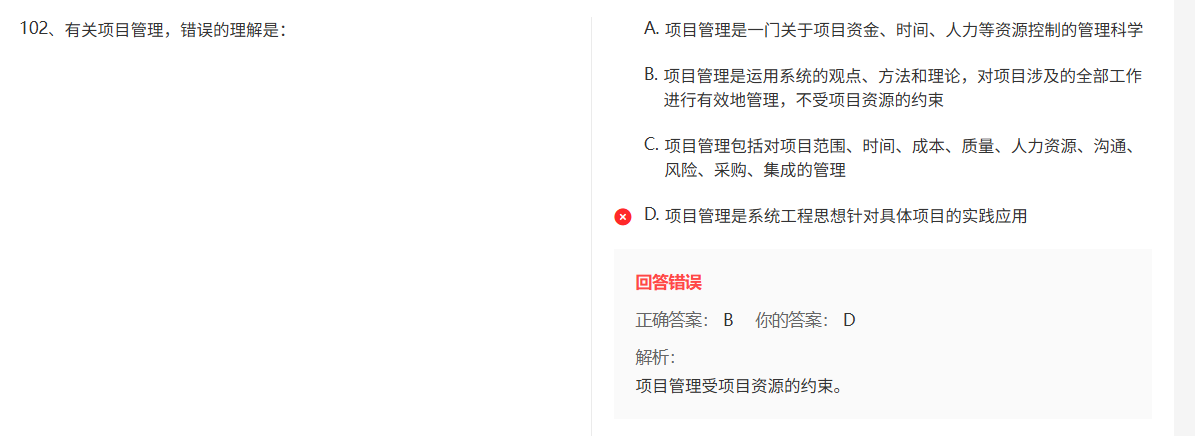 102、有关项目管理，错误的理解是：
A. 项目管理是一门关于项目资金、时间、人力等资源控制的管理科学
B. 项目管理是运用系统的观点、方法和理论，对项目涉及的全部工作
进行有效地管理，不受项目资源的约束
C. 项目管理包括对项目范围、时间、成本、质量、人力资源、沟通、
风险、采购、集成的管理
D. 项目管理是系统工程思想针对具体项目的实践应用
回答错误
正确答案： B 你的答案： D
解析：
项目管理受项目资源的约束。